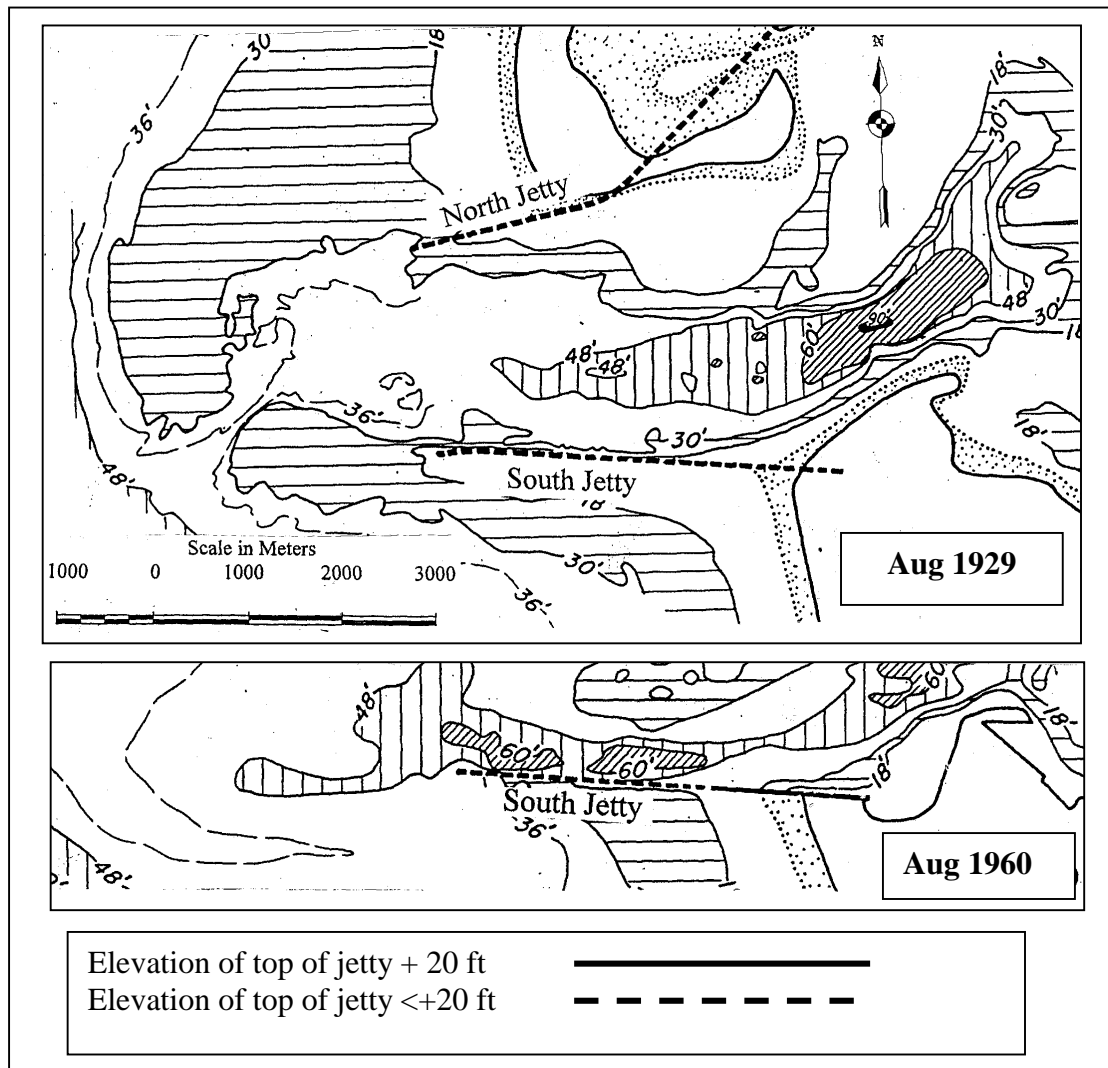 30
18
N
18'
36'
30'
North Jetty
48'
30'
60'
90'
18
48'
48'
36'
30'
18'
48'
South Jetty
18
Scale in Meters
30'
36'
1000 0 1000 2000 3000
Aug 1929
48'
60'
18'
60'
60'
18'
South Jetty
36'
48'
Aug 1960
Elevation of top of jetty + 20 ft
Elevation of top of jetty <+20 ft